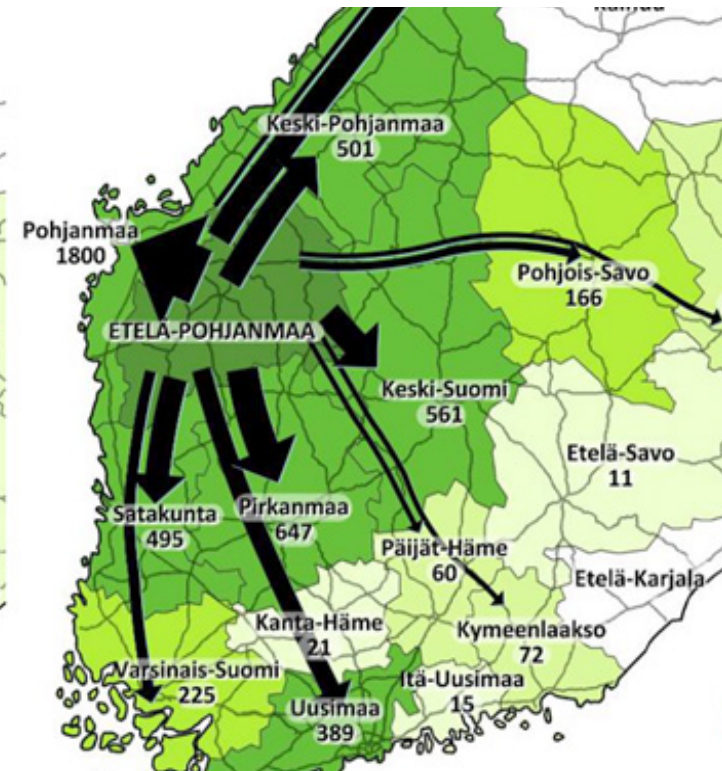 Keski-Pohjanmaa
501
Pohjanmaa
1800
Pohjois-Savo
166
ETELÄ-POHJANMAA
Keski-Suomi
561
Etelä-Savo
11
Satakunta
495
Pirkanmaa
647
Päijät-Häme
60
Etelä-Karjala
Kanta-Häme
21
Kymeenlaakso
72
Varsinais-Suomi
225
Itä-Uusimaa
15
Uusimaa
389